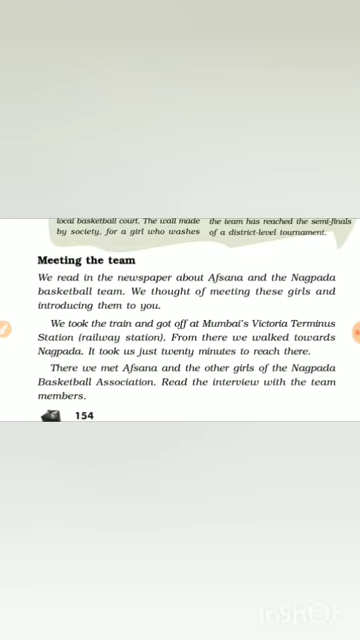 local basketball court. The wall made
by society, for a girl who washes
the team has reached the semi-finals
of a district-level tournament.
Meeting the team
We read in the newspaper about Afsana and the Nagpada
basketball team. We thought of meeting these girls and
introducing them to you.
We took the train and got off at Mumbai's Victoria Terminus
Station (railway station). From there we walked towards
Nagpada. It took us just twenty minutes to reach there.
There we met Afsana and the other girls of the Nagpada
Basketball Association. Read the interview with the team
members.
154
InShOt